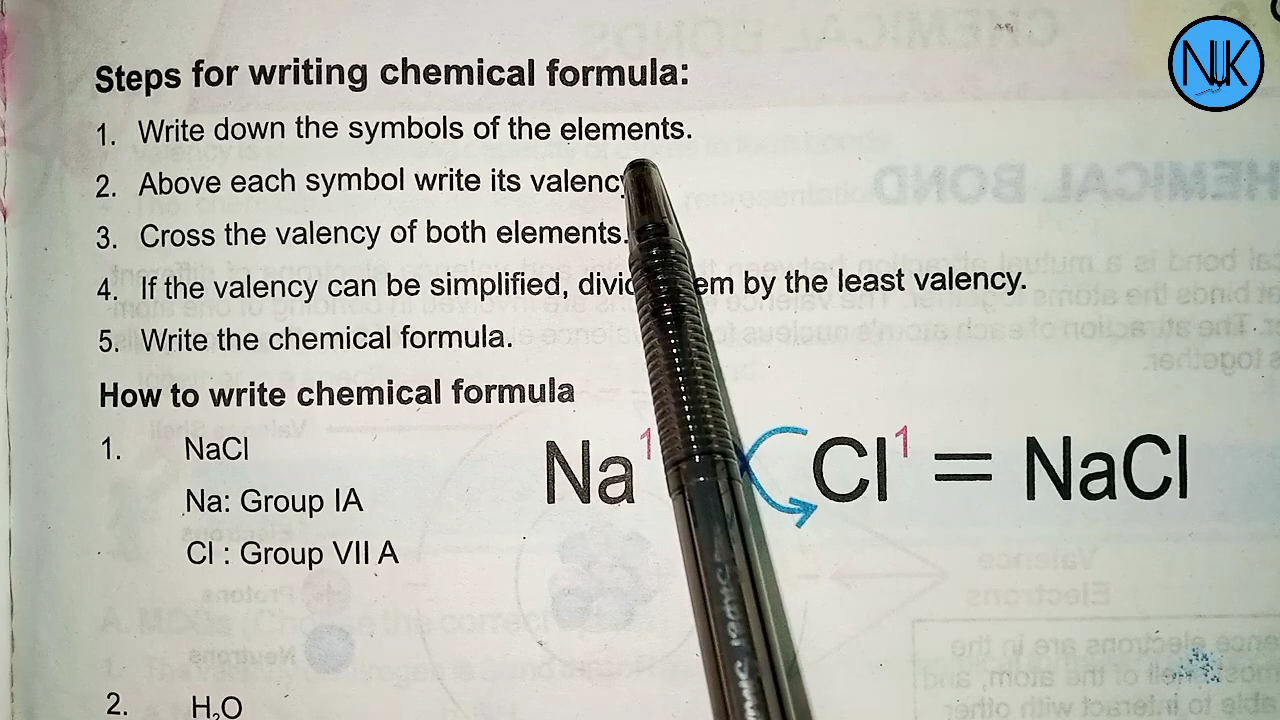 NJK
Steps for writing chemical formula:
1. Write down the symbols of the elements.
2. Above each symbol write its valency
3. Cross the valency of both elements.
4. If the valency can be simplified, divid em by the least valency.
5. Write the chemical formula.
How to write chemical formula
1. NaCl
Na¹ Cl¹ = NaCl
Na: Group IA
Cl : Group VII A
2. H₂O